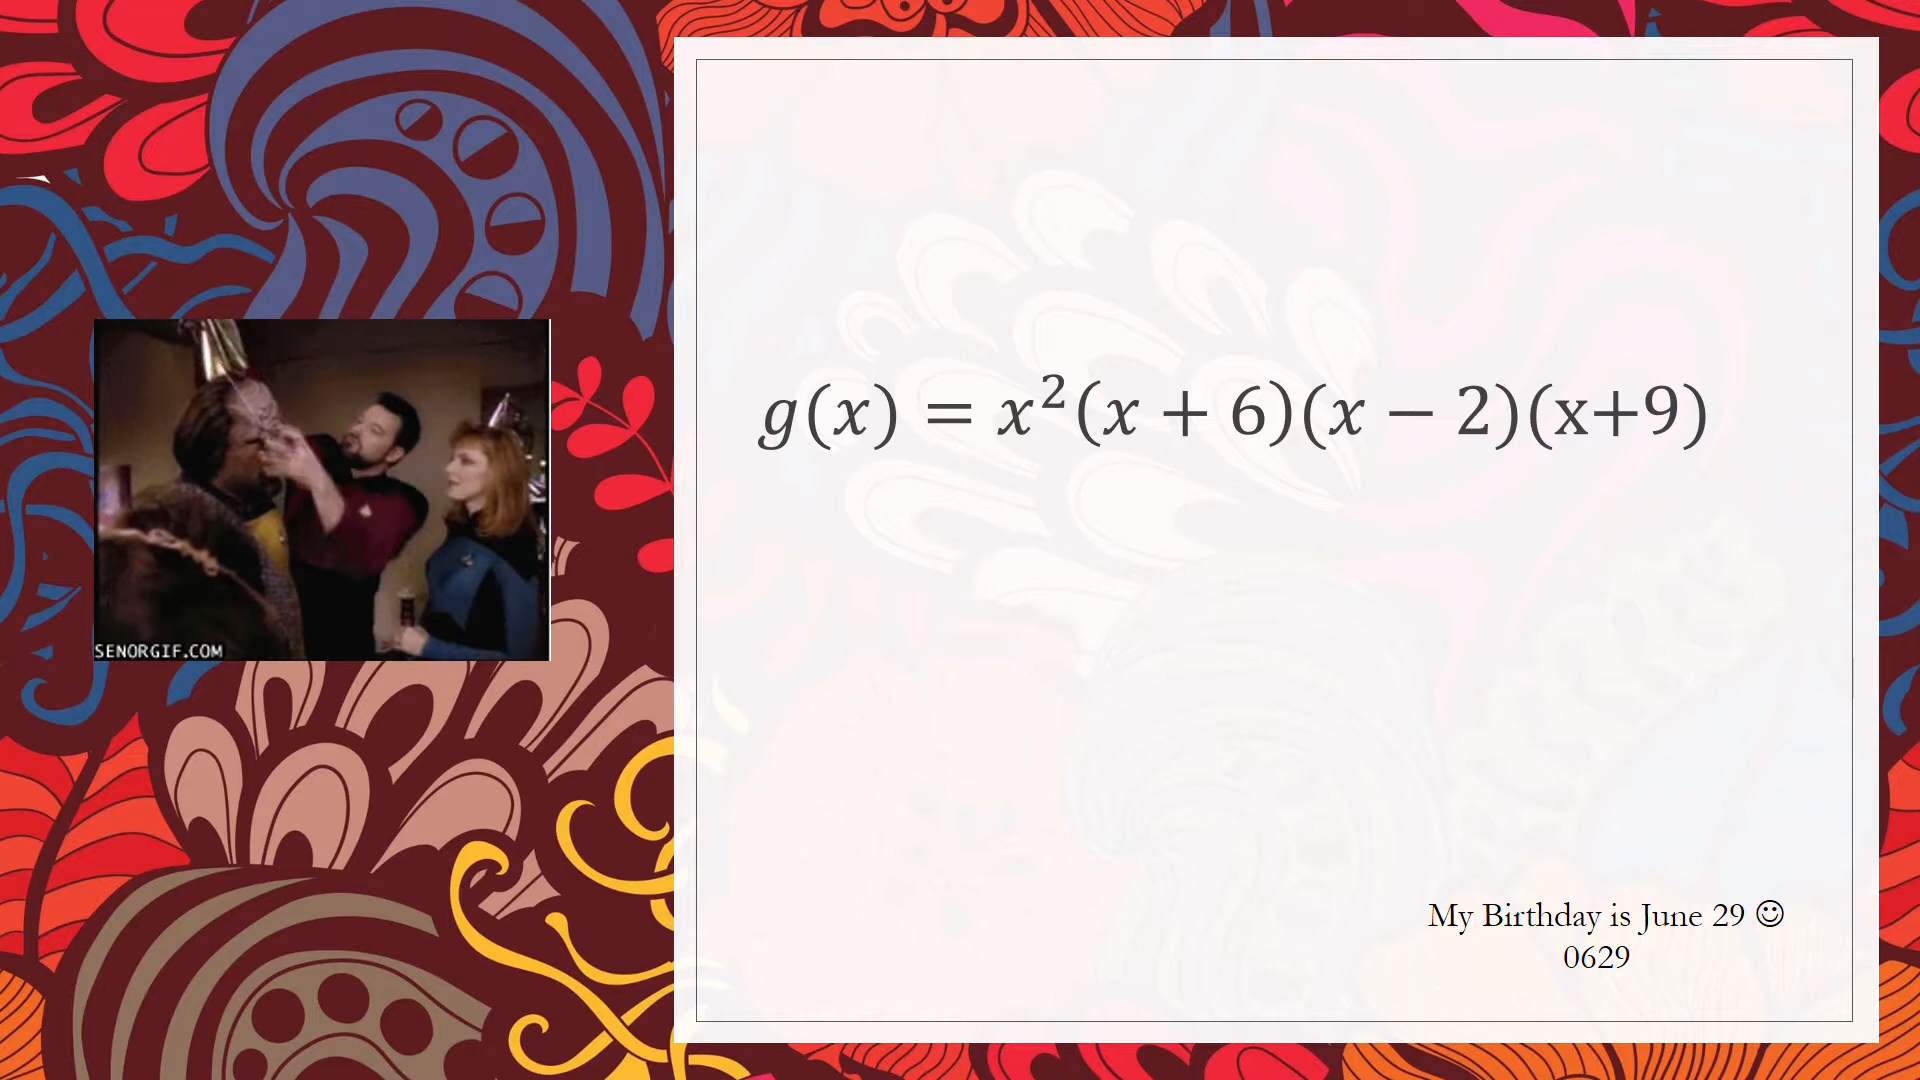 g(x) = x²(x + 6)(x − 2)(x+9)
SENORGIF.COM
My Birthday is June 29 ☺
0629